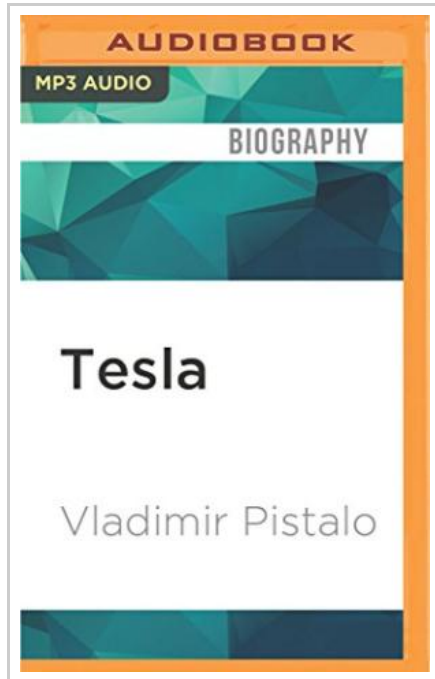 AUDIOBOOK
MP3 AUDIO
BIOGRAPHY
Tesla
Vladimir Pistalo